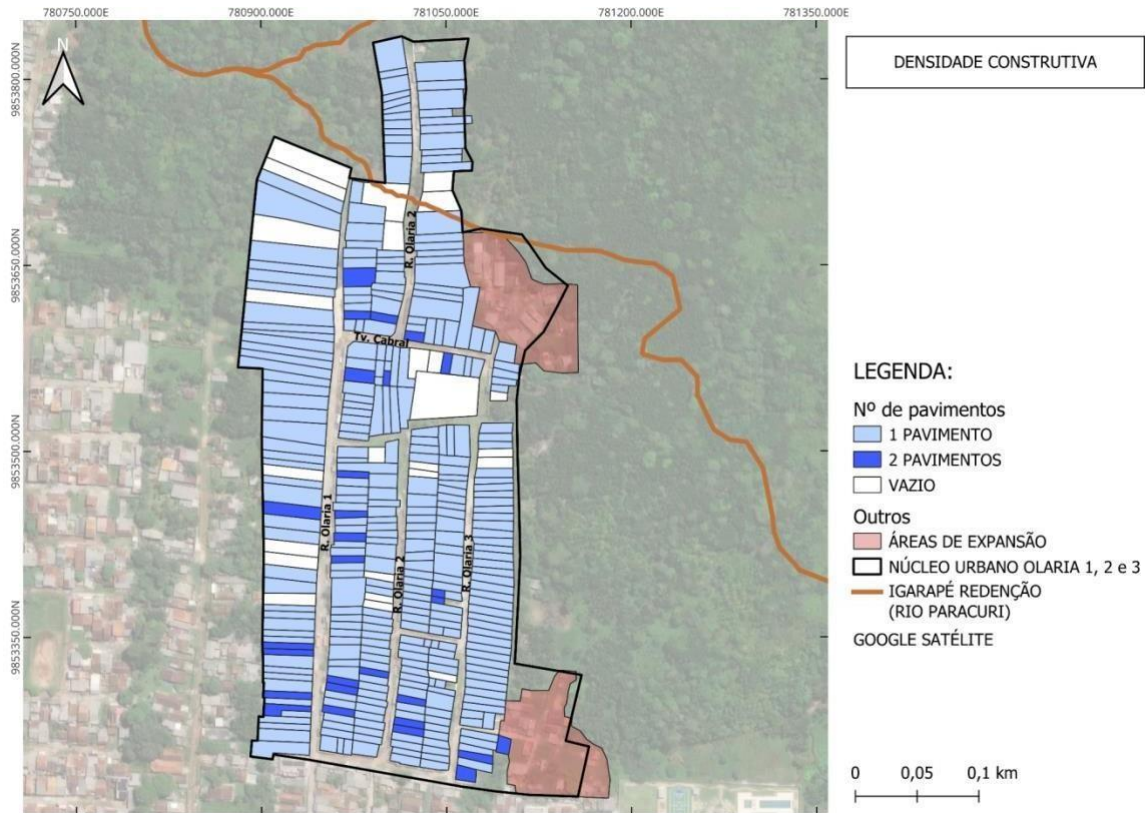 780750.000E
780900.000E
781050.000E
781200.000E
781350.000E
9853800.000N
9853650.000N
9853500.000N
9853350.000N
N
R. Olaria 2
Tv. Cabral
R. Olaria 1
R. Olaria 2
R. Olaria 3
DENSIDADE CONSTRUTIVA
LEGENDA:
Nº de pavimentos
1 PAVIMENTO
2 PAVIMENTOS
VAZIO
Outros
ÁREAS DE EXPANSÃO
NÚCLEO URBANO OLARIA 1, 2 e 3
IGARAPÉ REDENÇÃO
(RIO PARACURI)
GOOGLE SATÉLITE
0 0,05 0,1 km